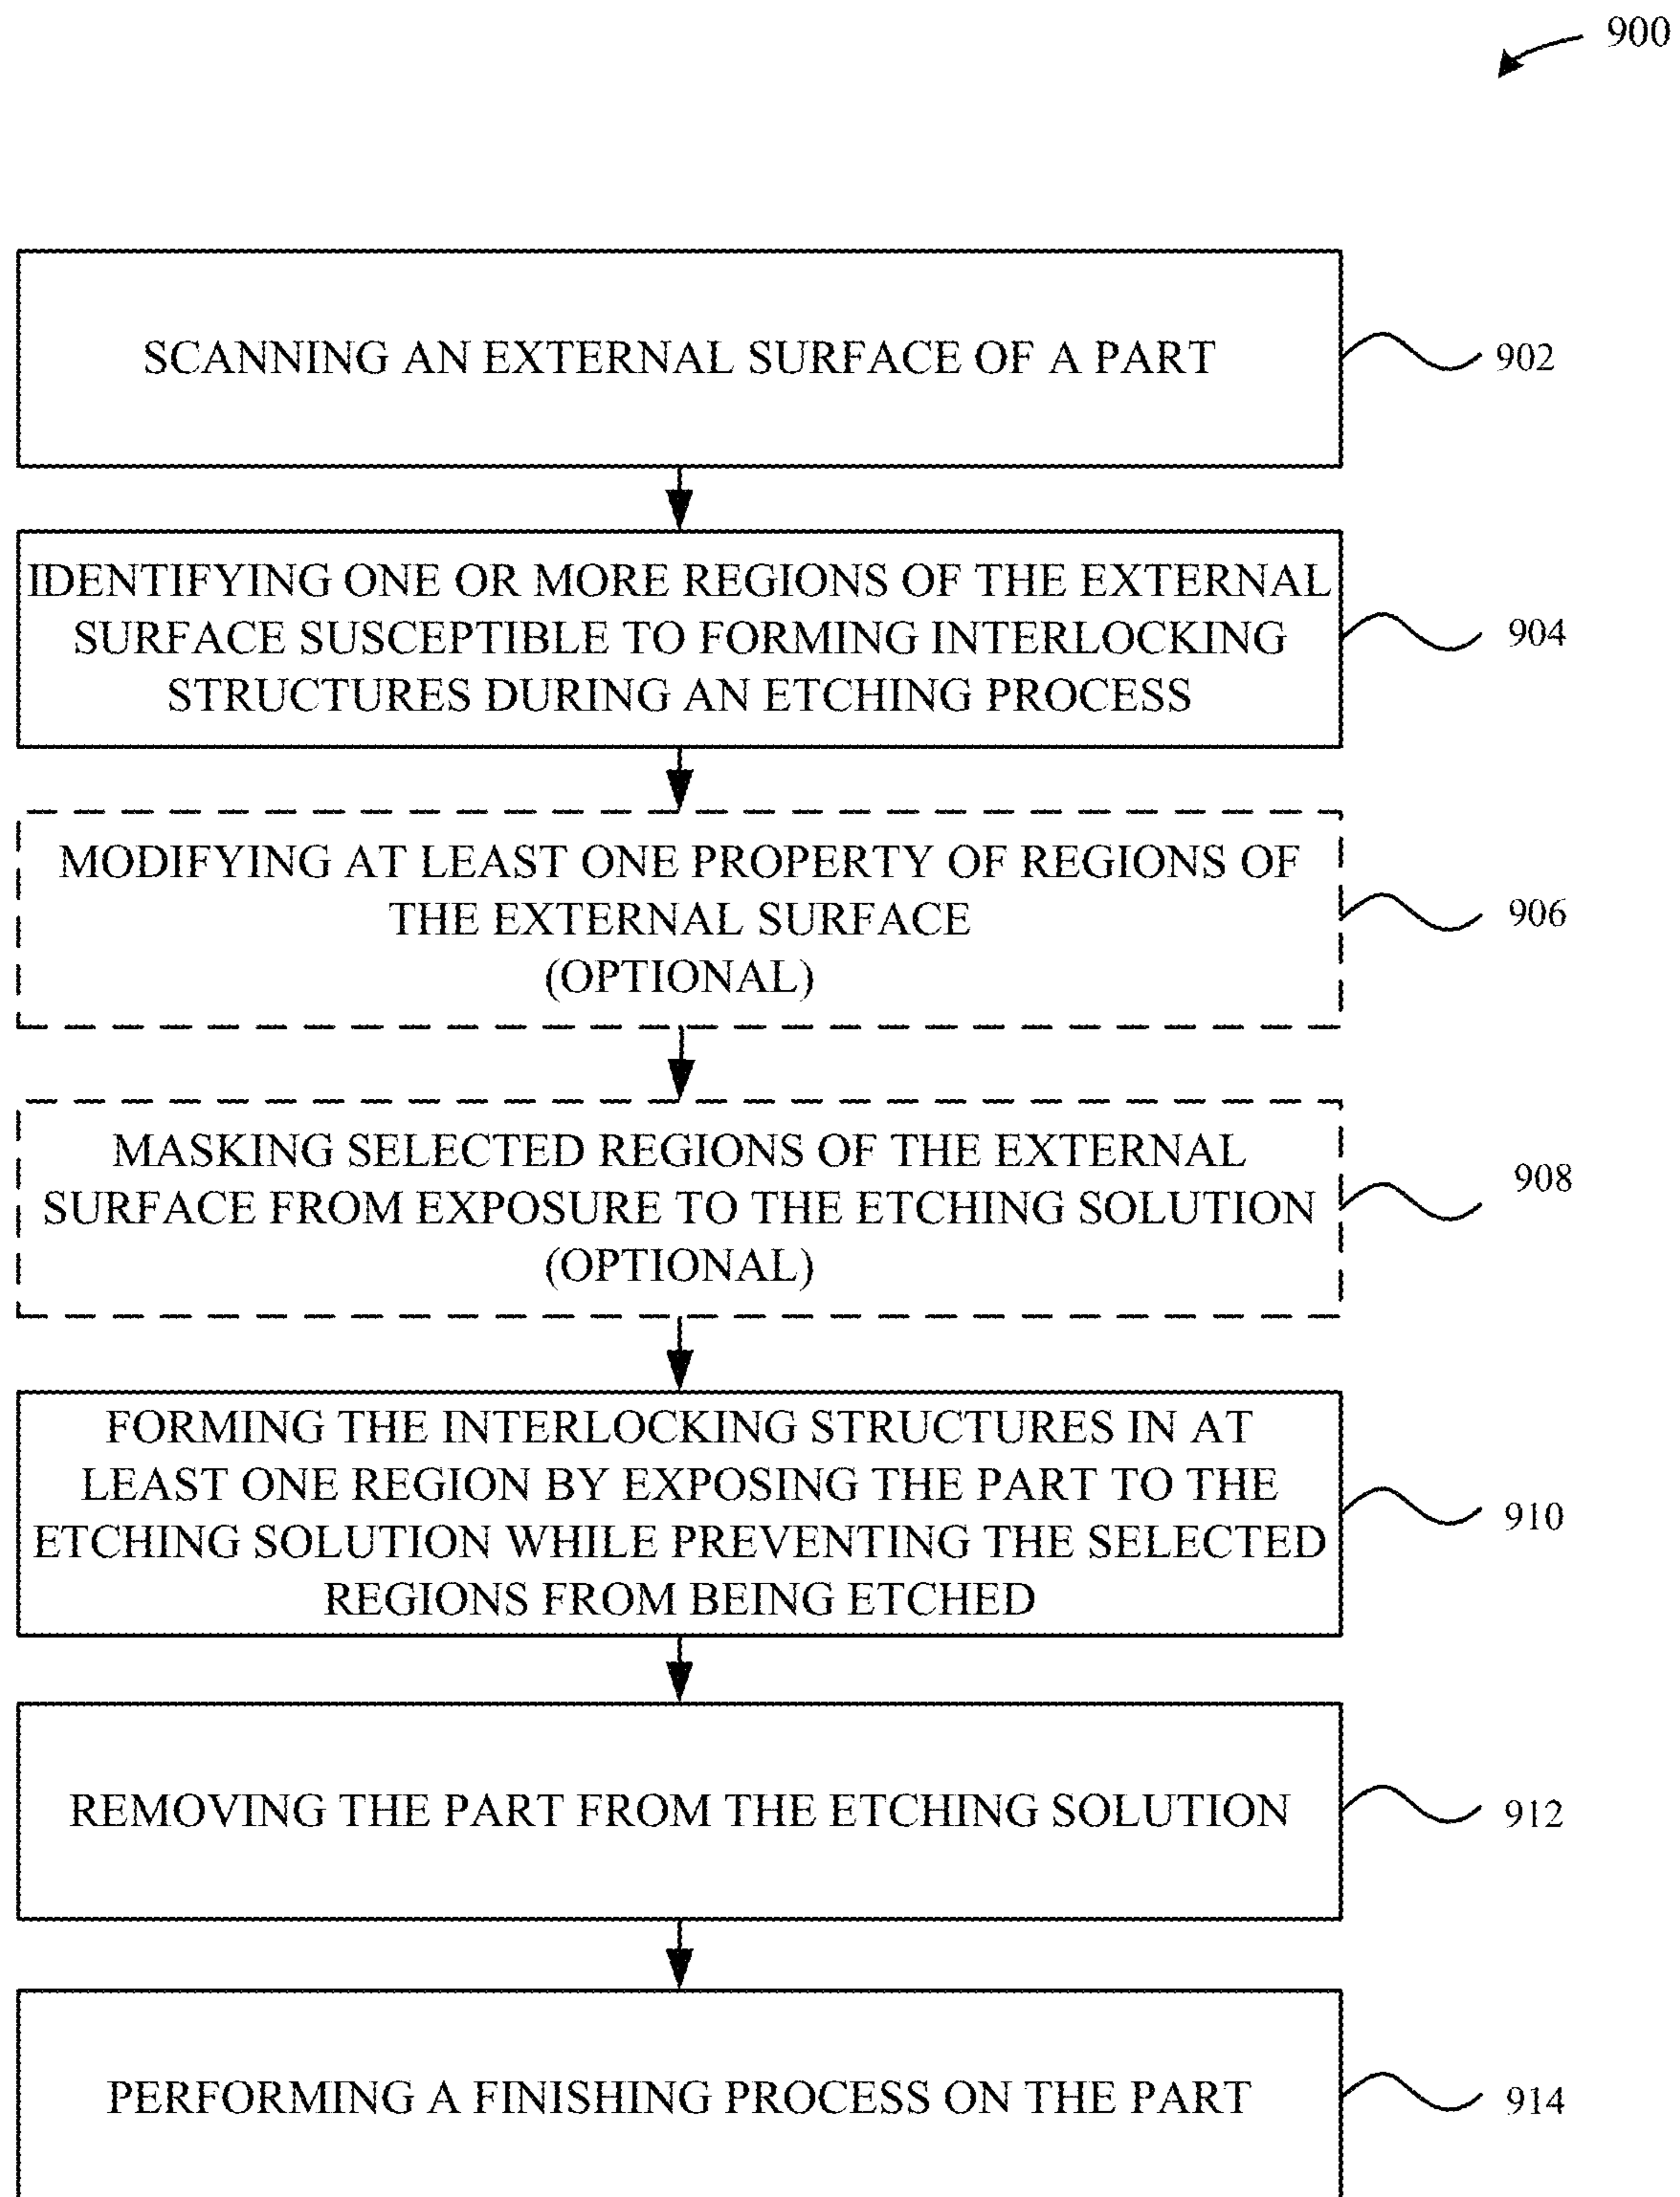 900
SCANNING AN EXTERNAL SURFACE OF A PART
902
IDENTIFYING ONE OR MORE REGIONS OF THE EXTERNAL
SURFACE SUSCEPTIBLE TO FORMING INTERLOCKING
STRUCTURES DURING AN ETCHING PROCESS
904
MODIFYING AT LEAST ONE PROPERTY OF REGIONS OF
THE EXTERNAL SURFACE
(OPTIONAL)
906
MASKING SELECTED REGIONS OF THE EXTERNAL
SURFACE FROM EXPOSURE TO THE ETCHING SOLUTION
(OPTIONAL)
908
FORMING THE INTERLOCKING STRUCTURES IN AT
LEAST ONE REGION BY EXPOSING THE PART TO THE
ETCHING SOLUTION WHILE PREVENTING THE SELECTED
REGIONS FROM BEING ETCHED
910
REMOVING THE PART FROM THE ETCHING SOLUTION
912
PERFORMING A FINISHING PROCESS ON THE PART
914